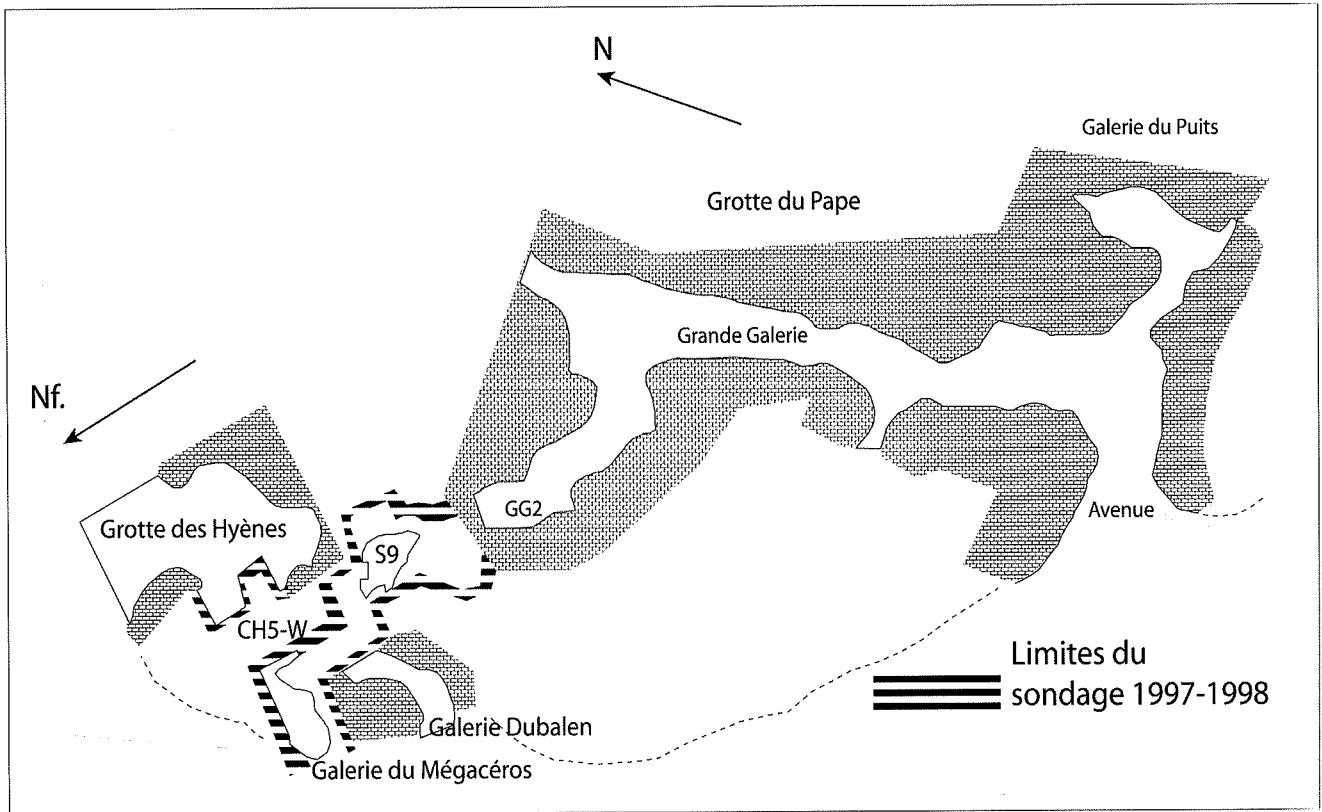 N
Galerie du Puits
Grotte du Pape
Grande Galerie
Nf.
GG2
Avenue
Grotte des Hyènes
S9
CH5-W
Limites du
sondage 1997-1998
Galerie Dubalen
Galerie du Mégacéros